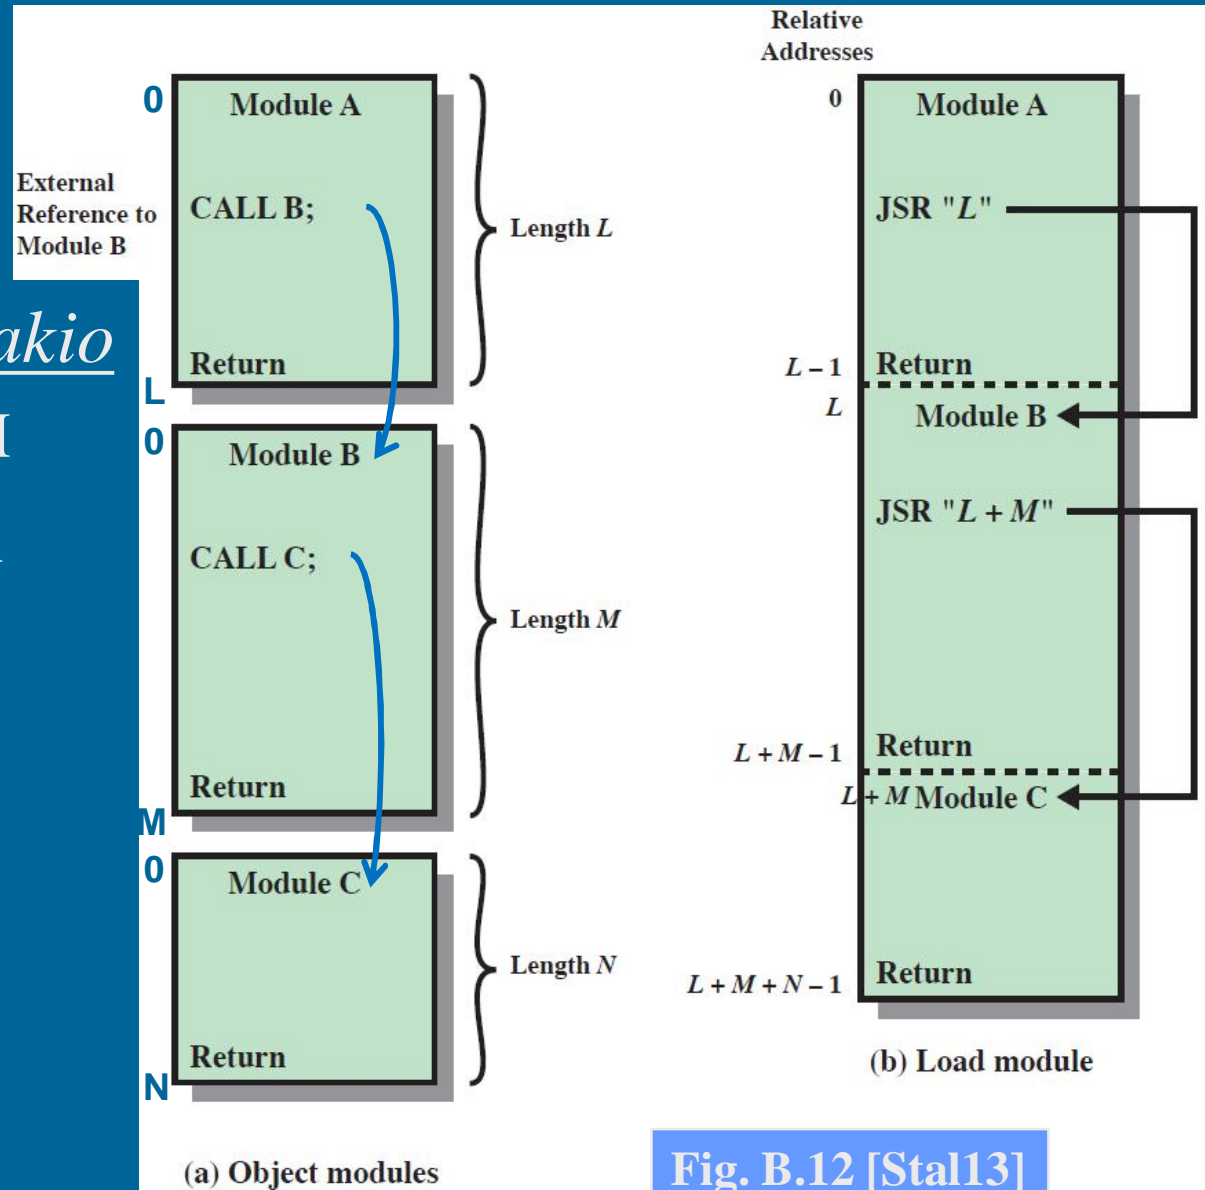 0
Module A
External
Reference to
Module B
CALL B;
Length L
Return
L
0
Module B
CALL C;
Length M
Return
M
0
Module C
Length N
Return
N
(a) Object modules
Relative
Addresses
0
Module A
JSR "L"
L – 1
Return
L
Module B
JSR "L + M"
L + M – 1
Return
L + M
Module C
L + M + N – 1
Return
(b) Load module
Fig. B.12 [Stal13]